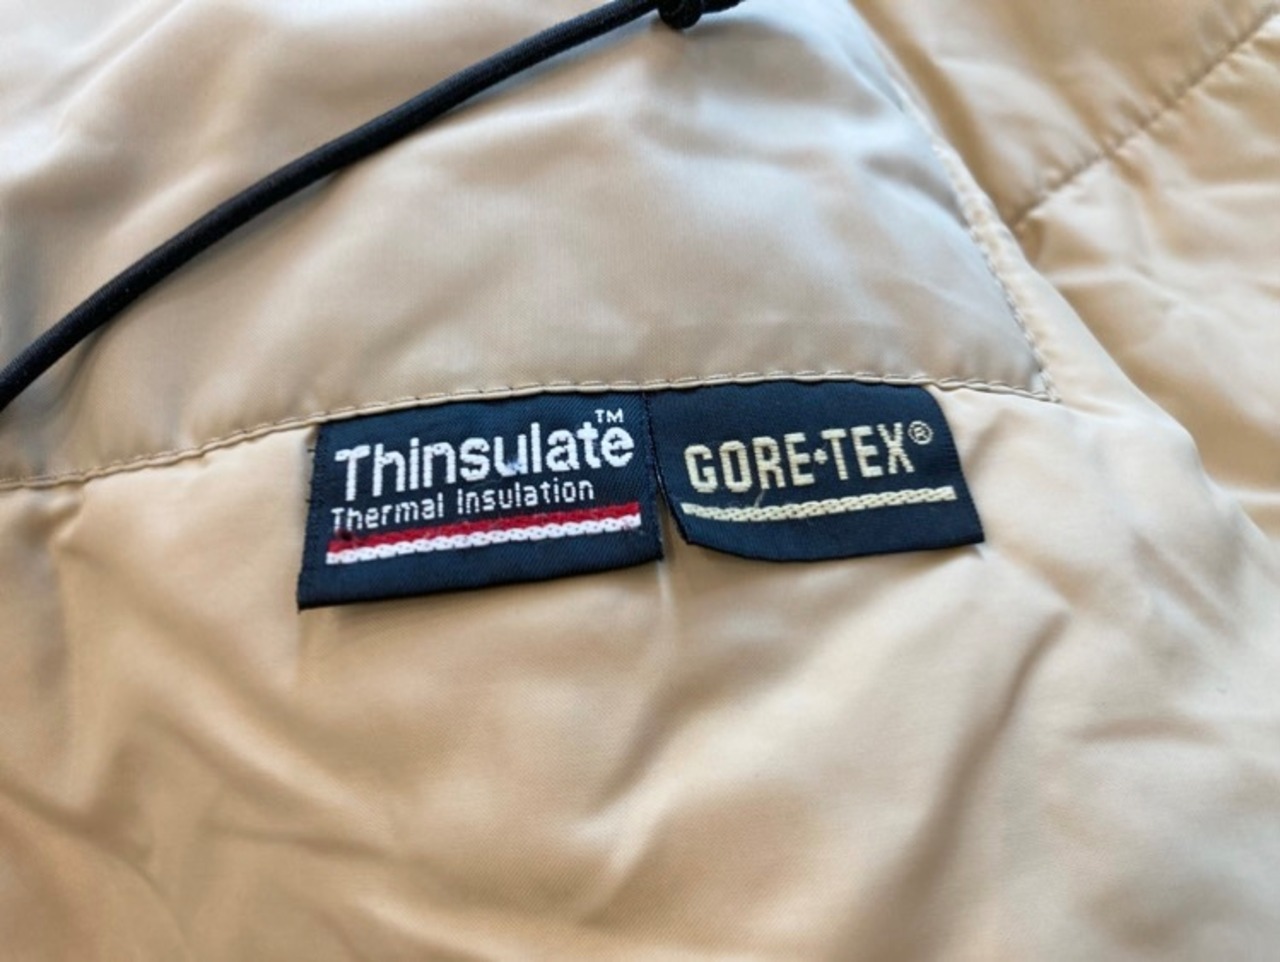 Thinsulate™
Thermal Insulation
GORE-TEX®